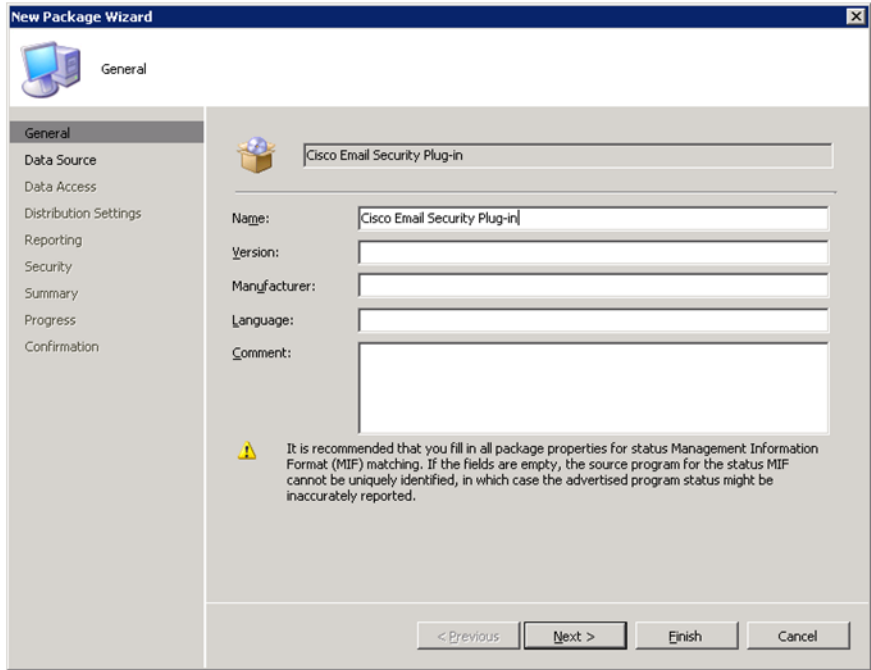 New Package Wizard
General
General
Data Source
Data Access
Distribution Settings
Reporting
Security
Summary
Progress
Confirmation
Cisco Email Security Plug-in
Name:
Cisco Email Security Plug-in
Version:
Manufacturer:
Language:
Comment:
It is recommended that you fill in all package properties for status Management Information
Format (MIF) matching. If the fields are empty, the source program for the status MIF
cannot be uniquely identified, in which case the advertised program status might be
inaccurately reported.
< Previous
Next >
Finish
Cancel